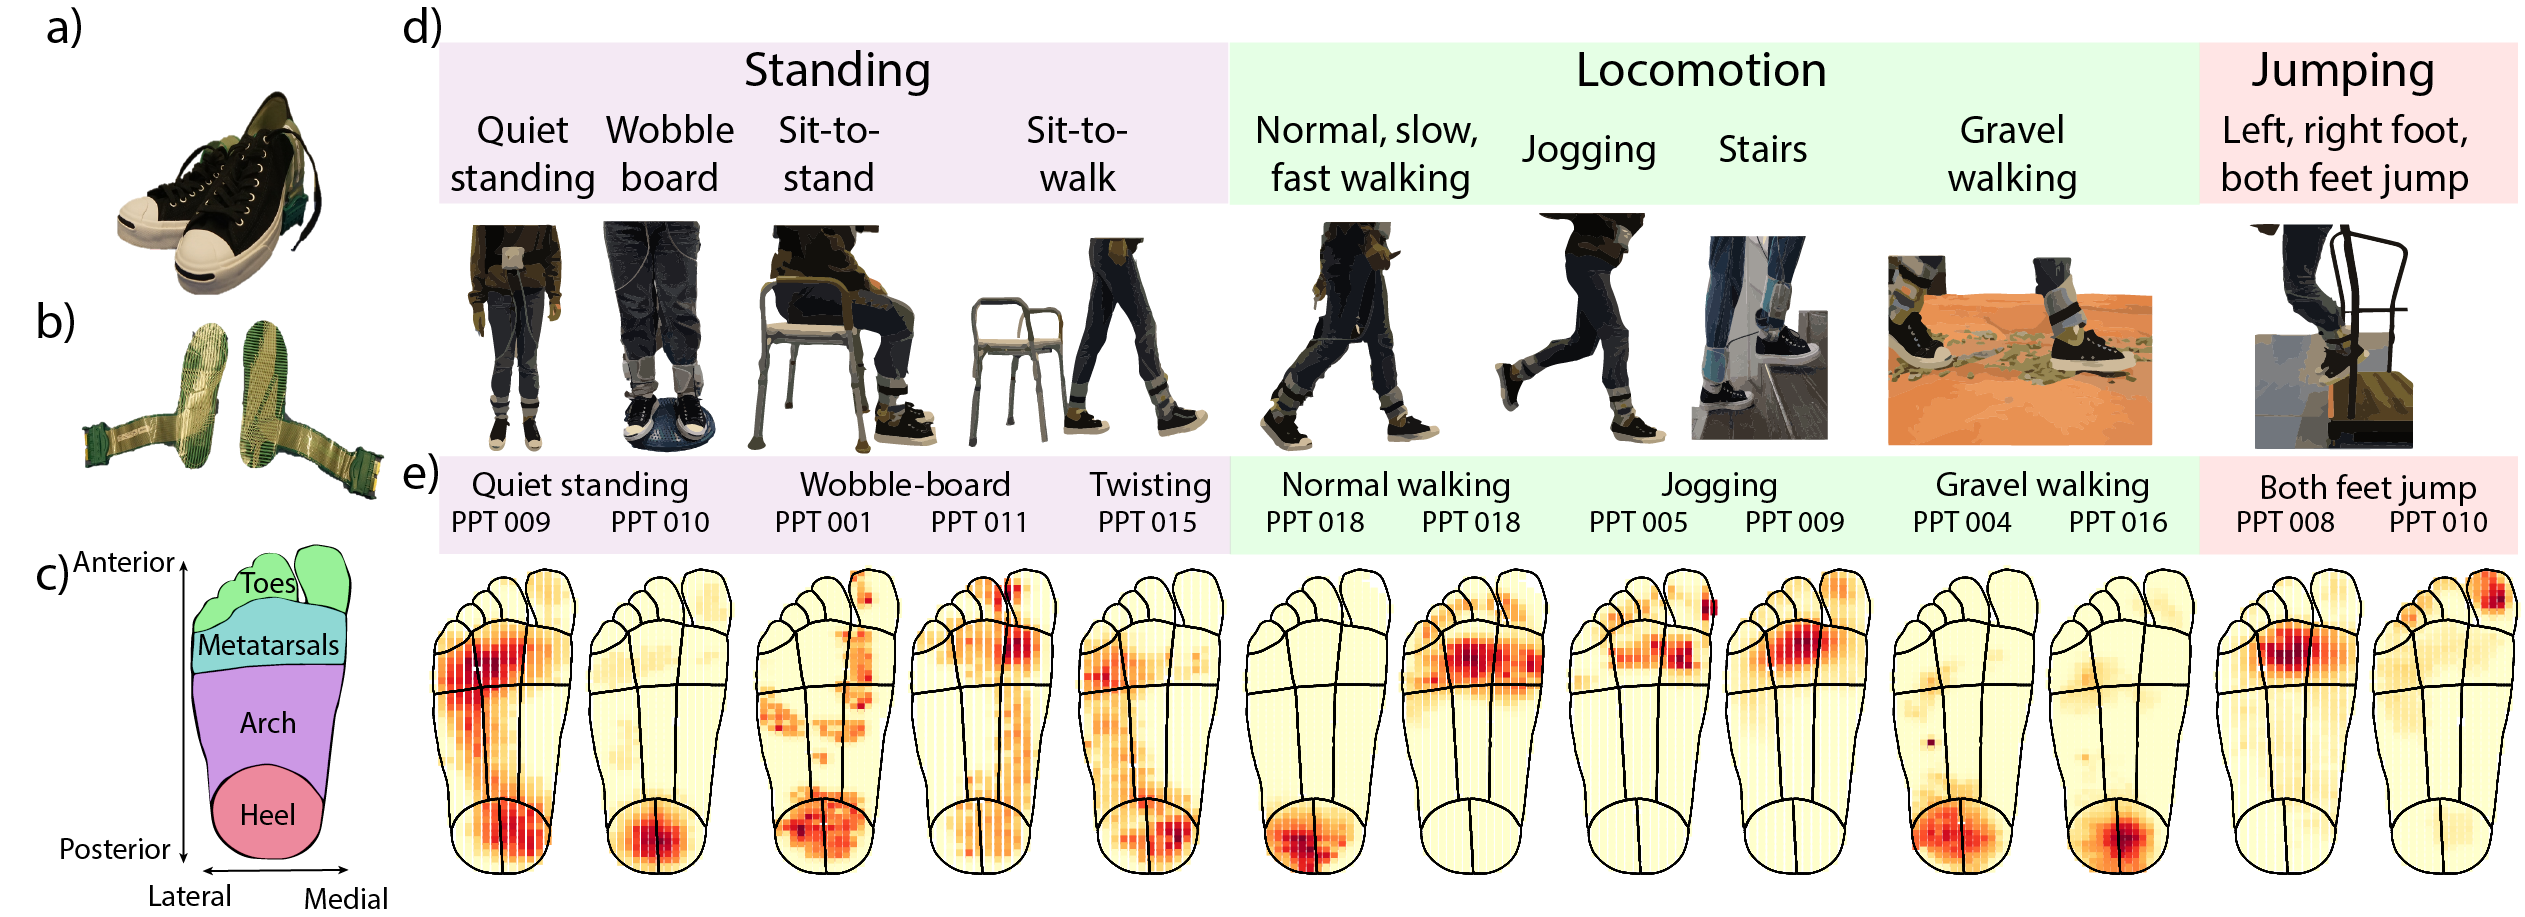 a)
b)
c)
Anterior
Toes
Metatarsals
Arch
Heel
Posterior
Lateral
Medial
d)
Standing
Quiet
standing
Wobble
board
Sit-to-
stand
Sit-to-
walk
Locomotion
Normal, slow,
fast walking
Jogging
Stairs
Gravel
walking
Jumping
Left, right foot,
both feet jump
e)
Quiet standing
PPT 009
PPT 010
Wobble-board
PPT 001
PPT 011
Twisting
PPT 015
Normal walking
PPT 018
PPT 018
Jogging
PPT 005
PPT 009
Gravel walking
PPT 004
PPT 016
Both feet jump
PPT 008
PPT 010